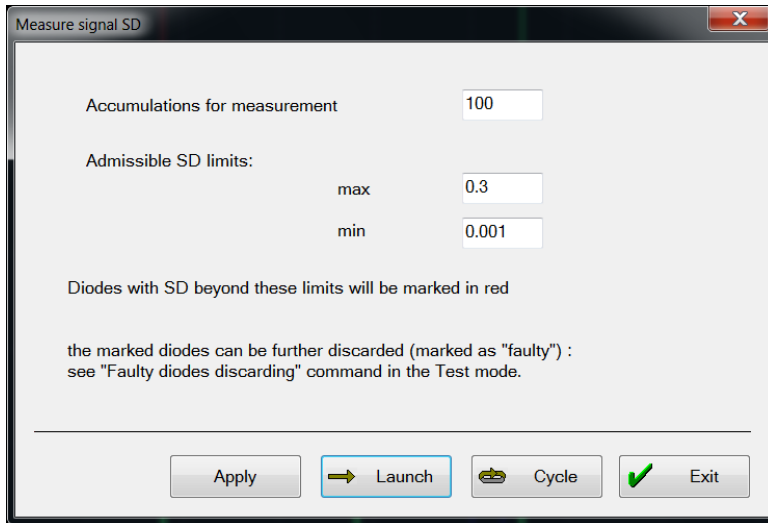 Measure signal SD
Accumulations for measurement 100
Admissible SD limits:
max 0.3
min 0.001
Diodes with SD beyond these limits will be marked in red
the marked diodes can be further discarded (marked as "faulty") :
see "Faulty diodes discarding" command in the Test mode.
Apply Launch Cycle Exit